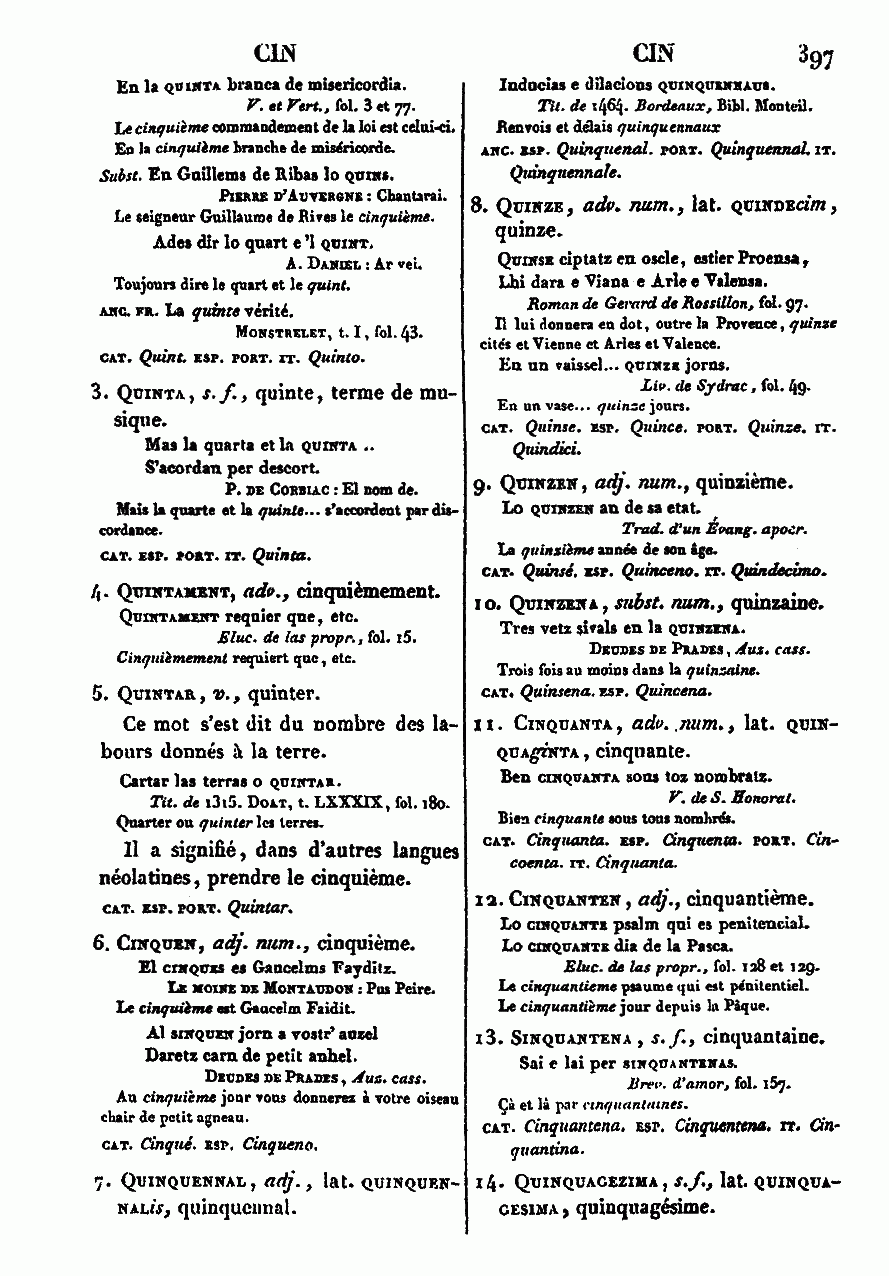 CIN
CIN 397
En la QUINTA branca de misericordia.
V. et Vert., fol. 3 et 77.
Le cinquième commandement de la loi est celui-ci.
En la cinquième branche de miséricorde.
Subst. En Guillems de Ribas lo QUINS.
PIERRE D'AUVERGNE : Chantarai.
Le seigneur Guillaume de Rives le cinquième.
Ades dir lo quart e 'l QUINT.
A. DANIEL : Ar vei.
Toujours dire le quart et le quint.
ANC. FR. La quinte vérité.
MONSTRELET, t. I, fol. 43.
CAT. Quint. ESP. PORT. IT. Quinto.
3. QUINTA, s. f., quinte, terme de mu-
sique.
Mas la quarta et la QUINTA ..
S'acordan per descort.
P. DE CORBIAC : El nom de.
Mais la quarte et la quinte... s'accordent par dis-
cordance.
CAT. ESP. PORT. IT. Quinta.
4. QUINTAMENT, adv., cinquièmement.
QUINTAMENT requier que, etc.
Eluc. de las propr., fol. 15.
Cinquièmement requiert que, etc.
5. QUINTAR, v., quinter.
Ce mot s'est dit du nombre des la-
bours donnés à la terre.
Cartar las terras o QUINTAR.
Tit. de 1315. DOAT, t. LXXXIX, fol. 180.
Quarter ou quinter les terres.
Il a signifié, dans d'autres langues
néolatines, prendre le cinquième.
CAT. ESP. PORT. Quintar.
6. CINQUEN, adj. num., cinquième.
El CINQUES es Gaucelms Fayditz.
LE MOINE DE MONTAUDON : Pus Peire.
Le cinquième est Gaucelm Faidit.
Al SINQUEN jorn a vostr' auzel
Daretz carn de petit anhel.
DEUDES DE PRADES, Auz. cass.
Au cinquième jour vous donnerez à votre oiseau
chair de petit agneau.
CAT. Cinqué. ESP. Cinqueno.
7. QUINQUENNAL, adj., lat. QUINQUEN-
NALis, quinquennal.
Inducias e dilacions QUINQUENNAUS.
Tit. de 1464. Bordeaux, Bibl. Monteil.
Renvois et délais quinquennaux
ANC. ESP. Quinquenal. PORT. Quinquennal. IT.
Quinquennale.
8. QUINZE, adv. num., lat. QUINDEcim,
quinze.
QUINSE ciptatz en oscle, estier Proensa,
Lhi dara e Viana e Arle e Valensa.
Roman de Gerard de Rossillon, fol. 97.
Il lui donnera en dot, outre la Provence, quinze
cités et Vienne et Arles et Valence.
En un vaissel... QUINZE jorns.
Liv. de Sydrac, fol. 49.
En un vase... quinze jours.
CAT. Quinse. ESP. Quince. PORT. Quinze. IT.
Quindici.
9. QUINZEN, adj. num., quinzième.
Lo QUINZEN an de sa etat.
Trad. d'un Évang. apocr.
La quinzième année de son âge.
CAT. Quinsé. ESP. Quinceno. IT. Quindecimo.
10. QUINZENA, subst. num., quinzaine.
Tres vetz sivals en la QUINZENA.
DEUDES DE PRADES, Auz. cass.
Trois fois au moins dans la quinzaine.
CAT. Quinsena. ESP. Quincena.
11. CINQUANTA, adv. num., lat. QUIN-
QUAgiNTA, cinquante.
Ben CINQUANTA sous toz nombratz.
V. de S. Honorat.
Bien cinquante sous tous nombrés.
CAT. Cinquanta. ESP. Cinquenta. PORT. Cin-
coenta. IT. Cinquanta.
12. CINQUANTEN, adj., cinquantième.
Lo CINQUANTE psalm qui es penitencial.
Lo CINQUANTE dia de la Pasca.
Eluc. de las propr., fol. 128 et 129.
Le cinquantieme psaume qui est pénitentiel.
Le cinquantième jour depuis la Pâque.
13. SINQUANTENA, s. f., cinquantaine.
Sai e lai per SINQUANTENAS.
Brev. d'amor, fol. 157.
Çà et là par cinquantaines.
CAT. Cinquantena. ESP. Cinquentena. IT. Cin-
quantina.
14. QUINQUAGEZIMA, s. f., lat. QUINQUA-
GESIMA, quinquagésime.